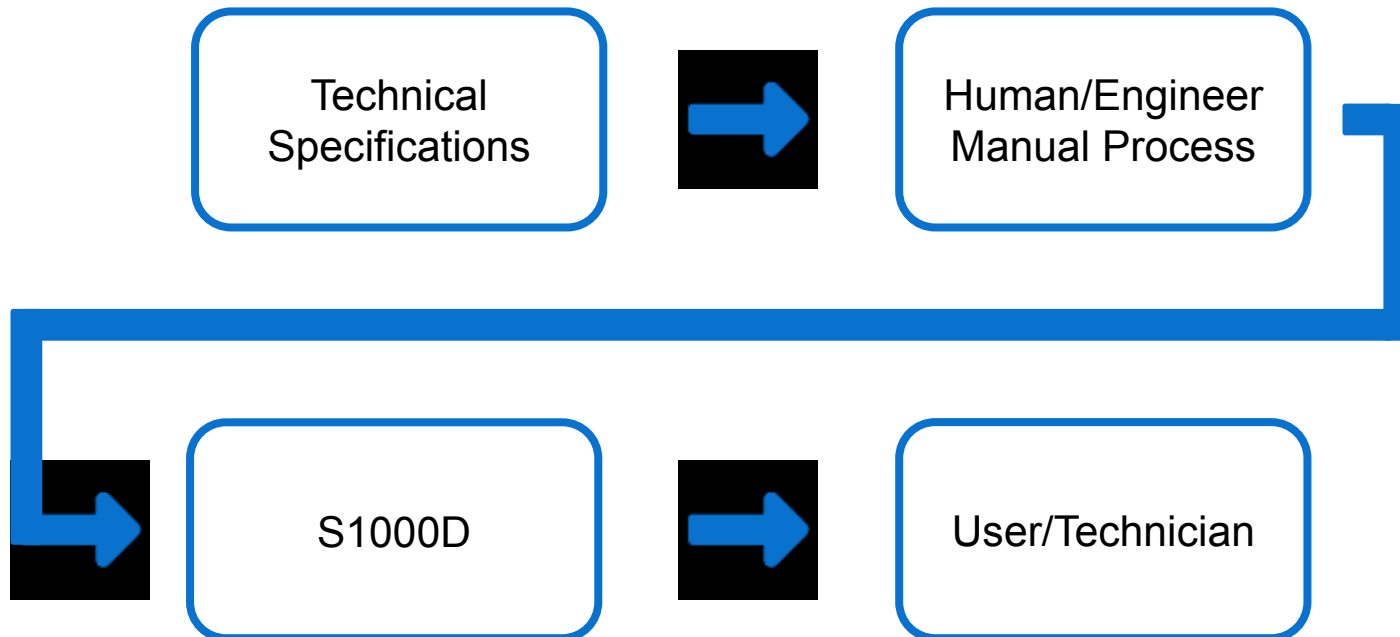 Technical
Specifications
Human/Engineer
Manual Process
S1000D
User/Technician